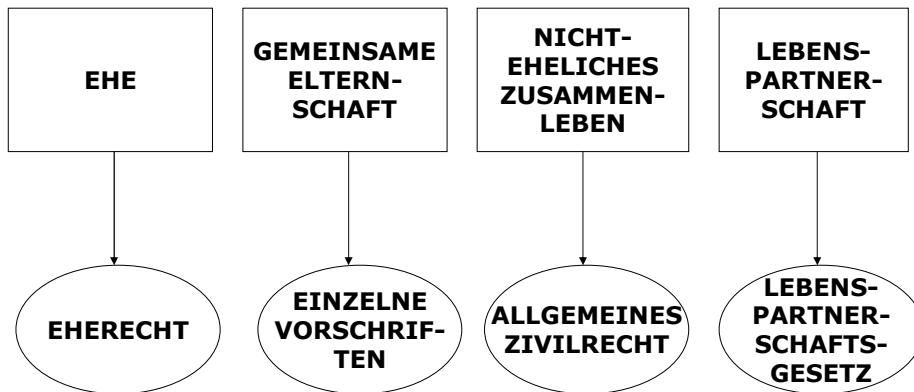 EHE
GEMEINSAME
ELTERN-
SCHAFT
NICHT-
EHELICHES
ZUSAMMEN-
LEBEN
LEBENS-
PARTNER-
SCHAFT
EHERECHT
EINZELNE
VORSCHRIF-
TEN
ALLGEMEINES
ZIVILRECHT
LEBENS-
PARTNER-
SCHAFTS-
GESETZ